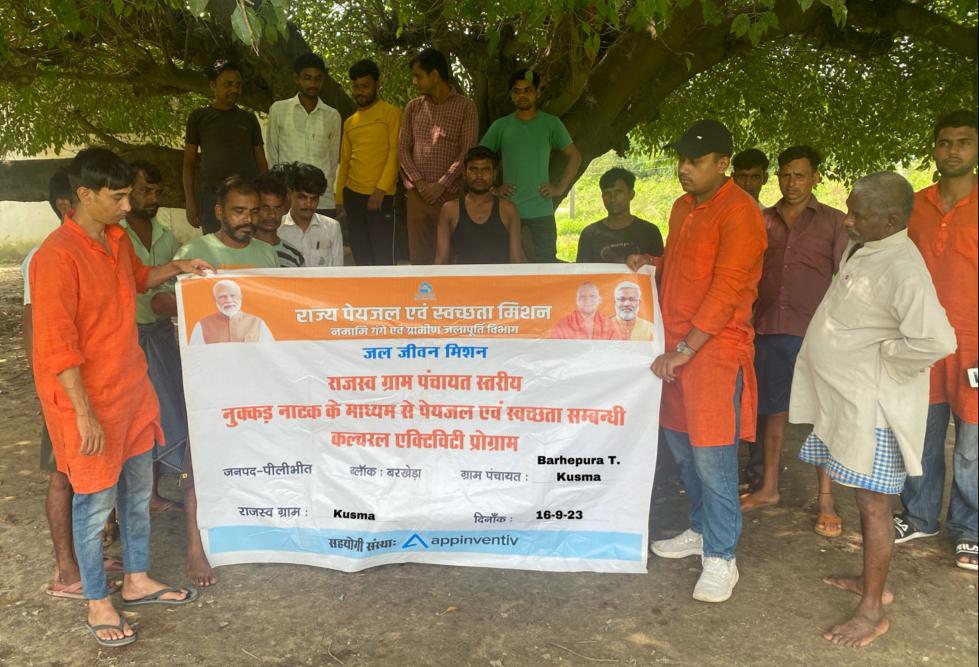 राज्य पेयजल एवं स्वच्छता मिशन
नमामि गंगे एवं ग्रामीण जलापूर्ति विभाग
जल जीवन मिशन
राजस्व ग्राम पंचायत स्तरीय
नुक्कड़ नाटक के माध्यम से पेयजल एवं स्वच्छता सम्बन्धी
कल्चरल एक्टिविटी प्रोग्राम
जनपद-पीलीभीत ब्लॉक : बरखेड़ा ग्राम पंचायत : Barhepura T. Kusma
राजस्व ग्राम : Kusma दिनाँक : 16-9-23
सहयोगी संस्थाः appinventiv
FILA